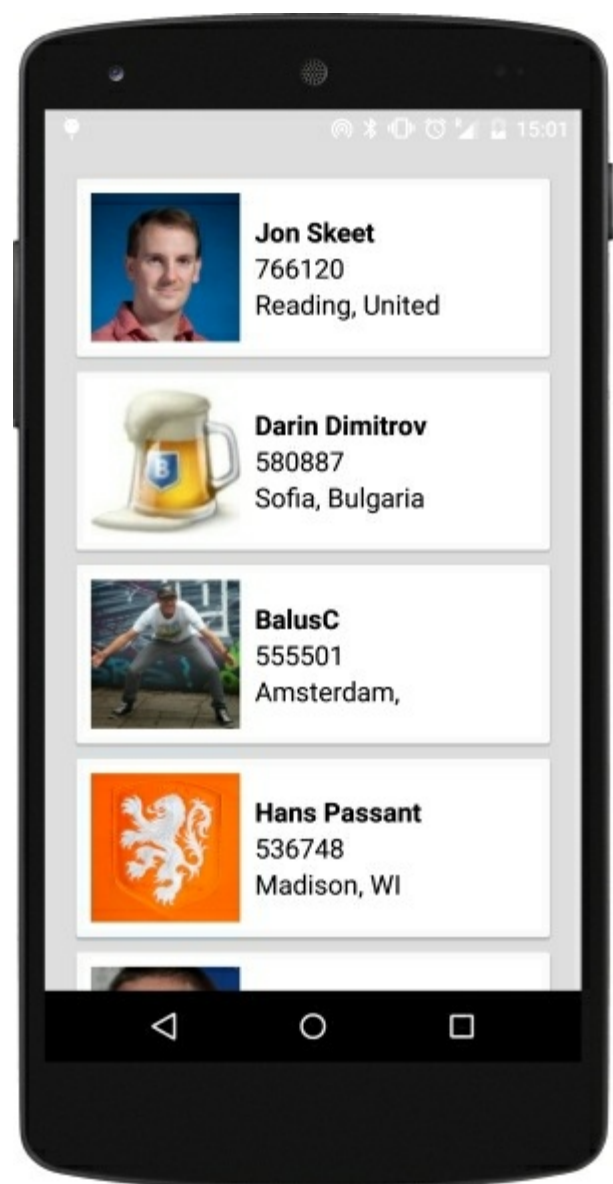 15:01
Jon Skeet
766120
Reading, United
Darin Dimitrov
580887
Sofia, Bulgaria
B
BalusC
555501
Amsterdam,
Hans Passant
536748
Madison, WI